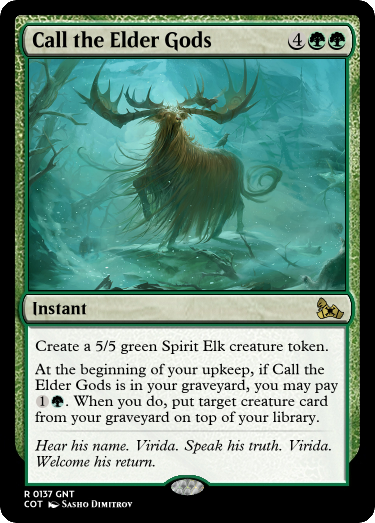 Call the Elder Gods 4
Instant
Create a 5/5 green Spirit Elk creature token.
At the beginning of your upkeep, if Call the
Elder Gods is in your graveyard, you may pay
1 . When you do, put target creature card
from your graveyard on top of your library.
Hear his name. Virida. Speak his truth. Virida.
Welcome his return.
R 0137 GNT
COT Sasho Dimitrov